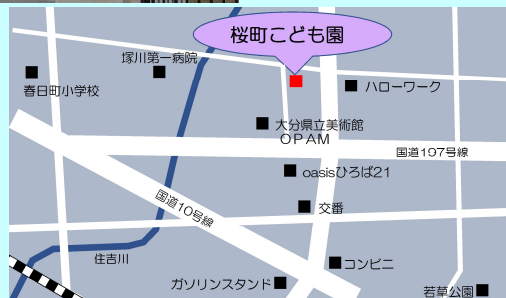 桜町こども園
塚川第一病院
春日町小学校
ハローワーク
大分県立美術館
OPAM
国道197号線
oasisひろば21
国道10号線
交番
住吉川
コンビニ
ガソリンスタンド
若草公園